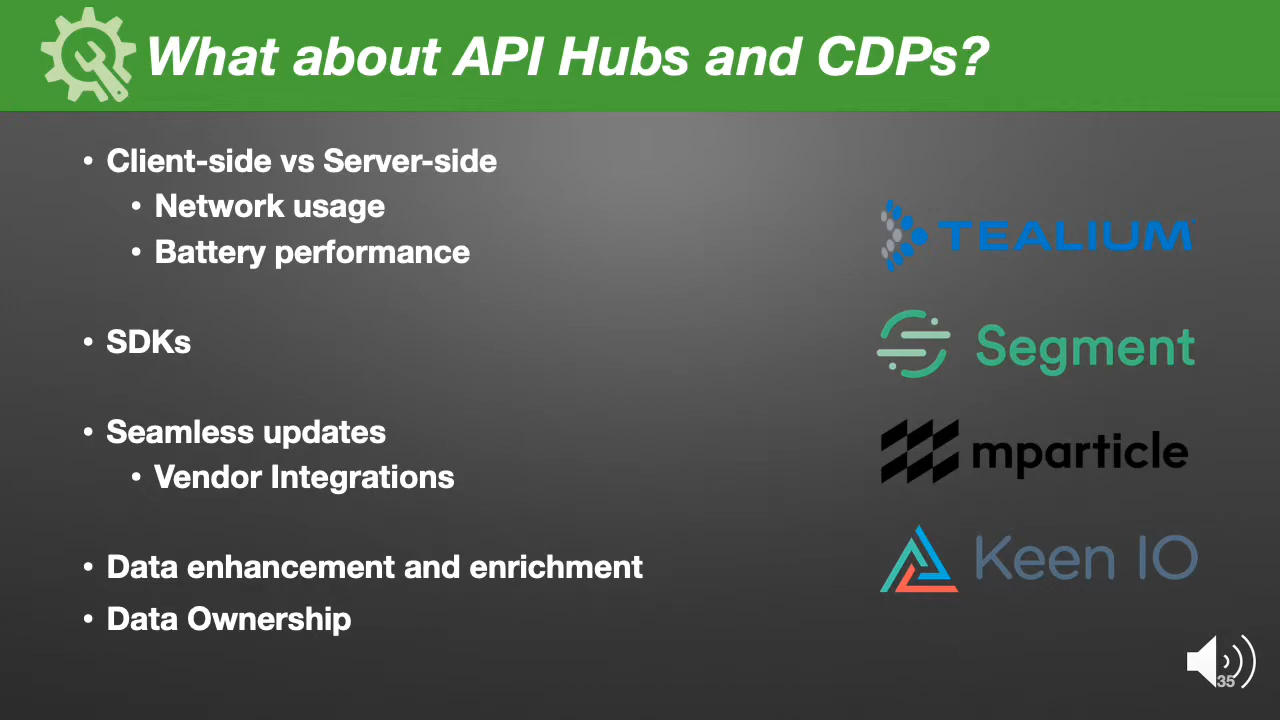 What about API Hubs and CDPs?
• Client-side vs Server-side
• Network usage
• Battery performance
• SDKs
• Seamless updates
• Vendor Integrations
• Data enhancement and enrichment
• Data Ownership
TEALIUM
Segment
mparticle
Keen IO
35